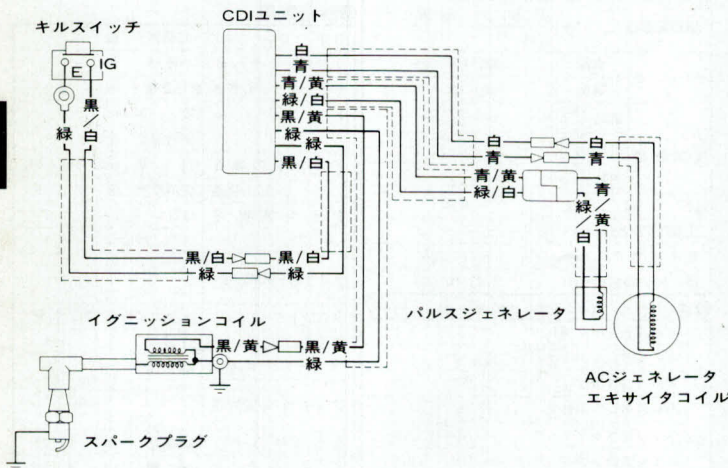 CDIユニット
キルスイッチ
E
IG
黒/白
緑
白
青
青/黄
緑/白
黒/黄
緑
緑
黒/白
白
白
青
青
青/黄
緑/白
青/黄
緑/白
黒/白
黒/白
緑
緑
イグニッションコイル
黒/黄
黒/黄
緑
パルスジェネレータ
ACジェネレータ
エキサイタコイル
スパークプラグ